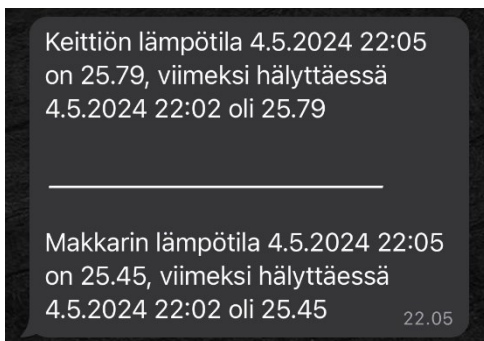 Keittiön lämpötila 4.5.2024 22:05
on 25.79, viimeksi hälyttäessä
4.5.2024 22:02 oli 25.79
Makkarin lämpötila 4.5.2024 22:05
on 25.45, viimeksi hälyttäessä
4.5.2024 22:02 oli 25.45
22.05